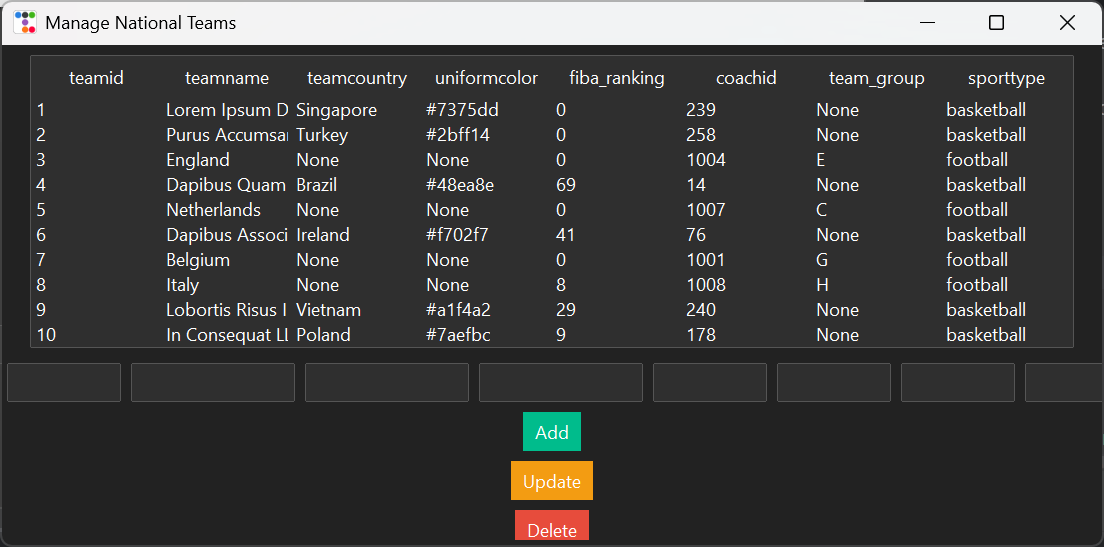 Manage National Teams
teamid teamname teamcountry uniformcolor fiba_ranking coachid team_group sporttype
1 Lorem Ipsum D Singapore #7375dd 0 239 None basketball
2 Purus Accumsar Turkey #2bff14 0 258 None basketball
3 England None None 0 1004 E football
4 Dapibus Quam Brazil #48ea8e 69 14 None basketball
5 Netherlands None None 0 1007 C football
6 Dapibus Associ Ireland #f702f7 41 76 None basketball
7 Belgium None None 0 1001 G football
8 Italy None None 8 1008 H football
9 Lobortis Risus I Vietnam #a1f4a2 29 240 None basketball
10 In Consequat Ll Poland #7aefbc 9 178 None basketball
Add
Update
Delete